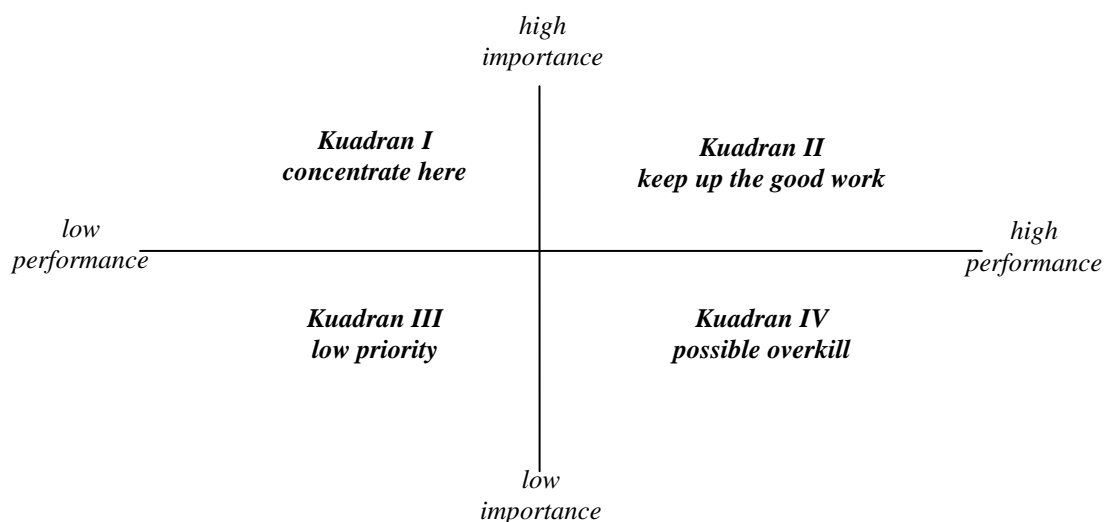 high
importance
Kuadran I
concentrate here
Kuadran II
keep up the good work
low
performance
high
performance
Kuadran III
low priority
Kuadran IV
possible overkill
low
importance